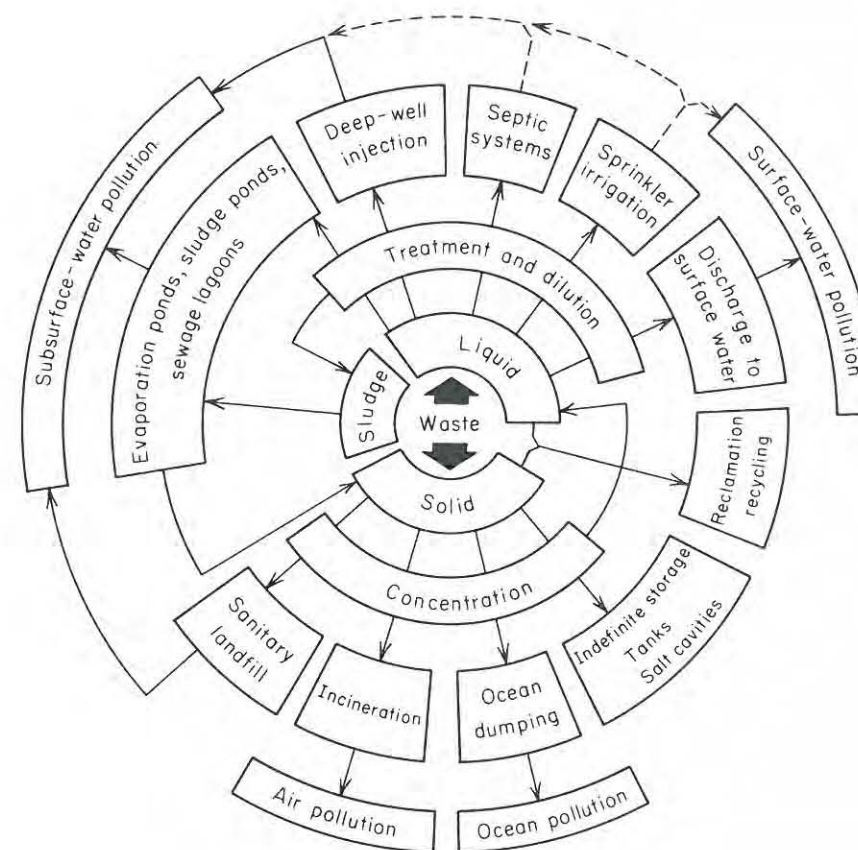 Deep-well
injection
Septic
systems
Sprinkler
irrigation
Surface-water
pollution
Subsurface-water pollution
Evaporation ponds, sludge ponds,
sewage lagoons
Treatment and dilution
Discharge to
surface water
Liquid
Sludge
Waste
Solid
Reclamation
recycling
Concentration
Indefinite storage
Tanks
Salt cavities
Sanitary
landfill
Incineration
Ocean
dumping
Air pollution
Ocean pollution